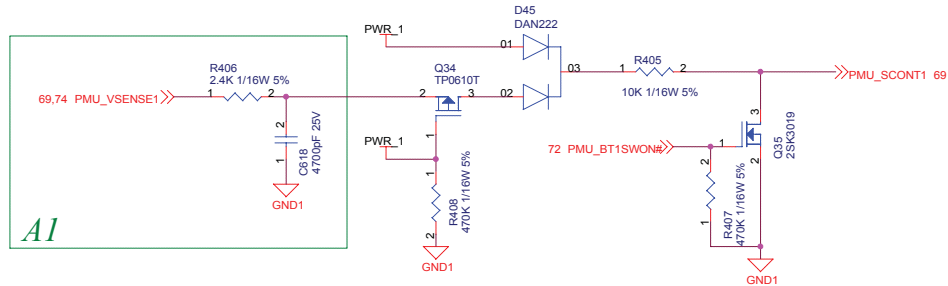 D45
DAN222
PWR_1
01
03
02
R406
2.4K 1/16W 5%
69,74 PMU_VSENSE1
1
2
2
1
C618
4700pF 25V
GND1
A1
Q34
TP0610T
2
3
1
PWR_1
1
2
R408
470K 1/16W 5%
GND1
R405
1
2
10K 1/16W 5%
PMU_SCONT1 69
72 PMU_BT1SWON#
1
3
2
Q35
2SK3019
2
1
R407
470K 1/16W 5%
GND1